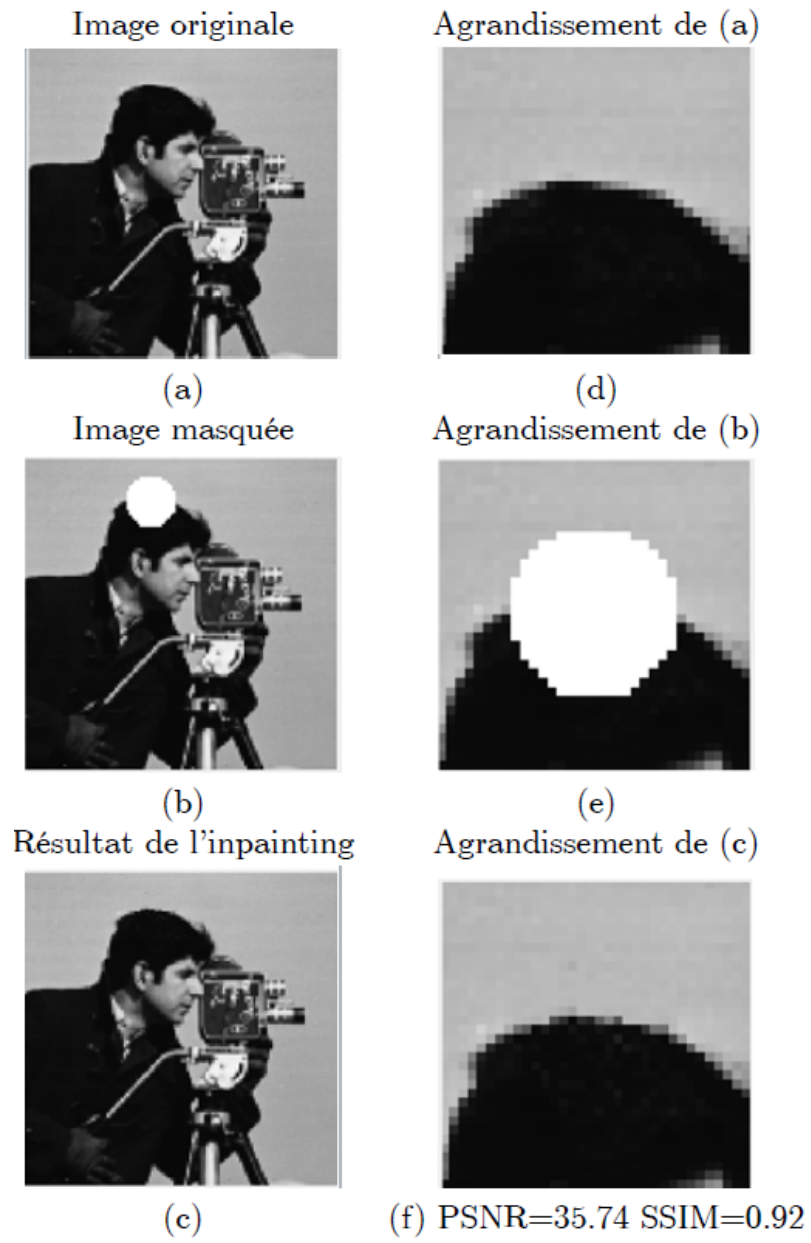 Image originale
Agrandissement de (a)
(a)
(d)
Image masquée
Agrandissement de (b)
(b)
(e)
Résultat de l'inpainting
Agrandissement de (c)
(c)
(f) PSNR=35.74 SSIM=0.92